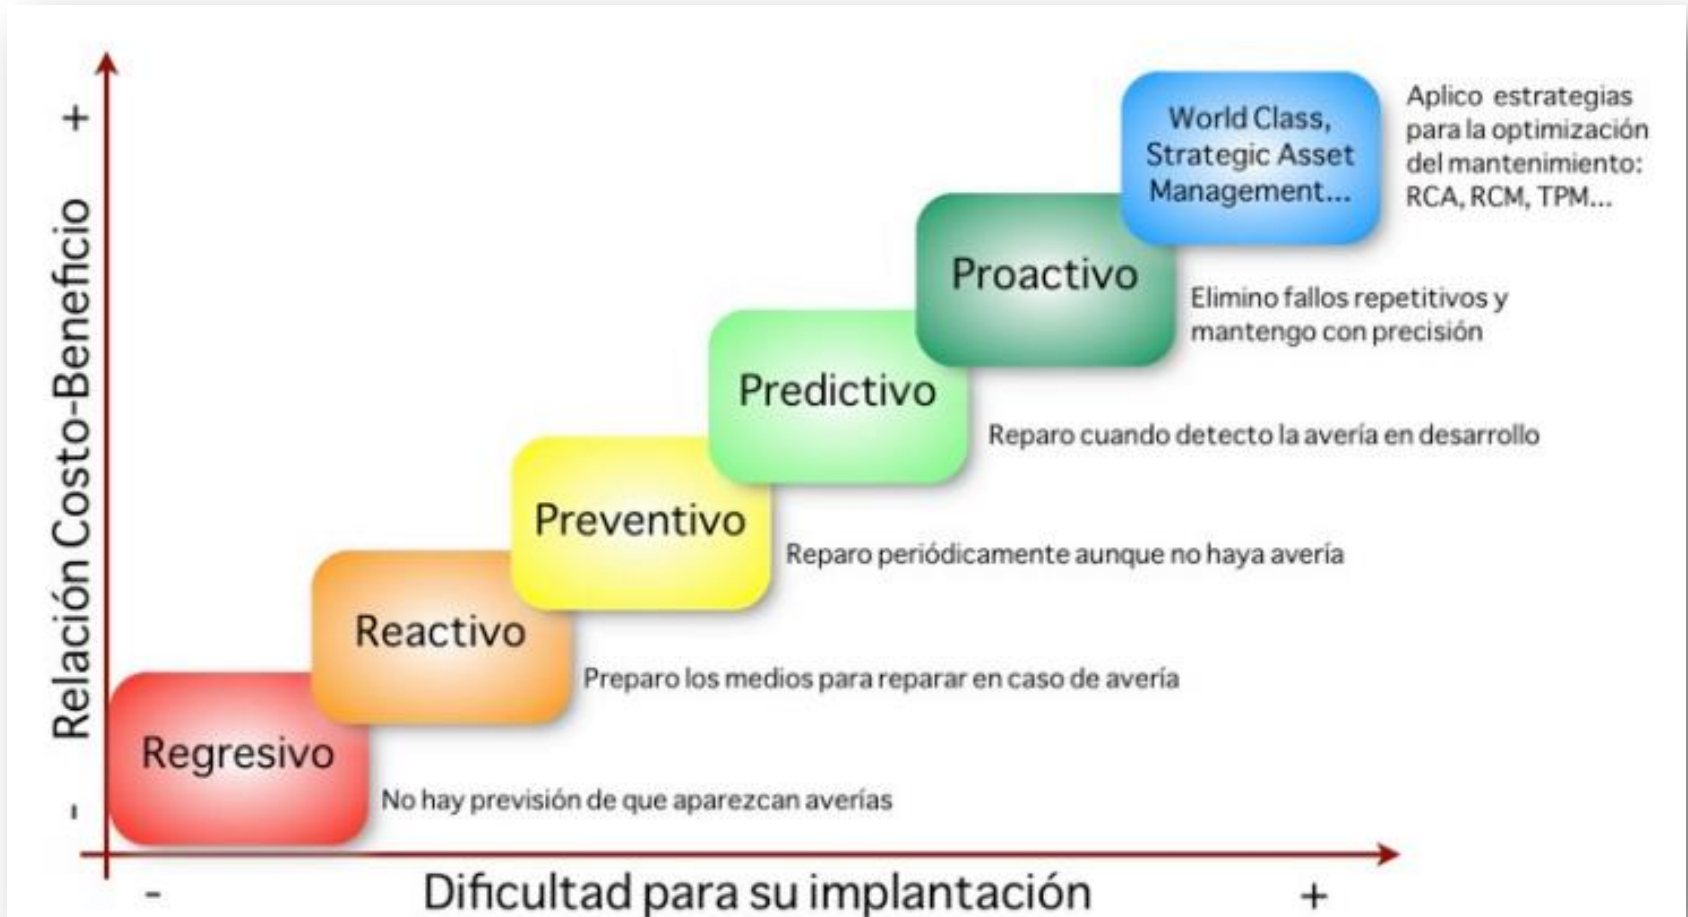 +
Relación Costo-Beneficio
-
World Class,
Strategic Asset
Management...
Aplico estrategias
para la optimización
del mantenimiento:
RCA, RCM, TPM...
Proactivo
Elimino fallos repetitivos y
mantengo con precisión
Predictivo
Reparo cuando detecto la avería en desarrollo
Preventivo
Reparo periódicamente aunque no haya avería
Reactivo
Preparo los medios para reparar en caso de avería
Regresivo
No hay previsión de que aparezcan averías
-
Dificultad para su implantación
+